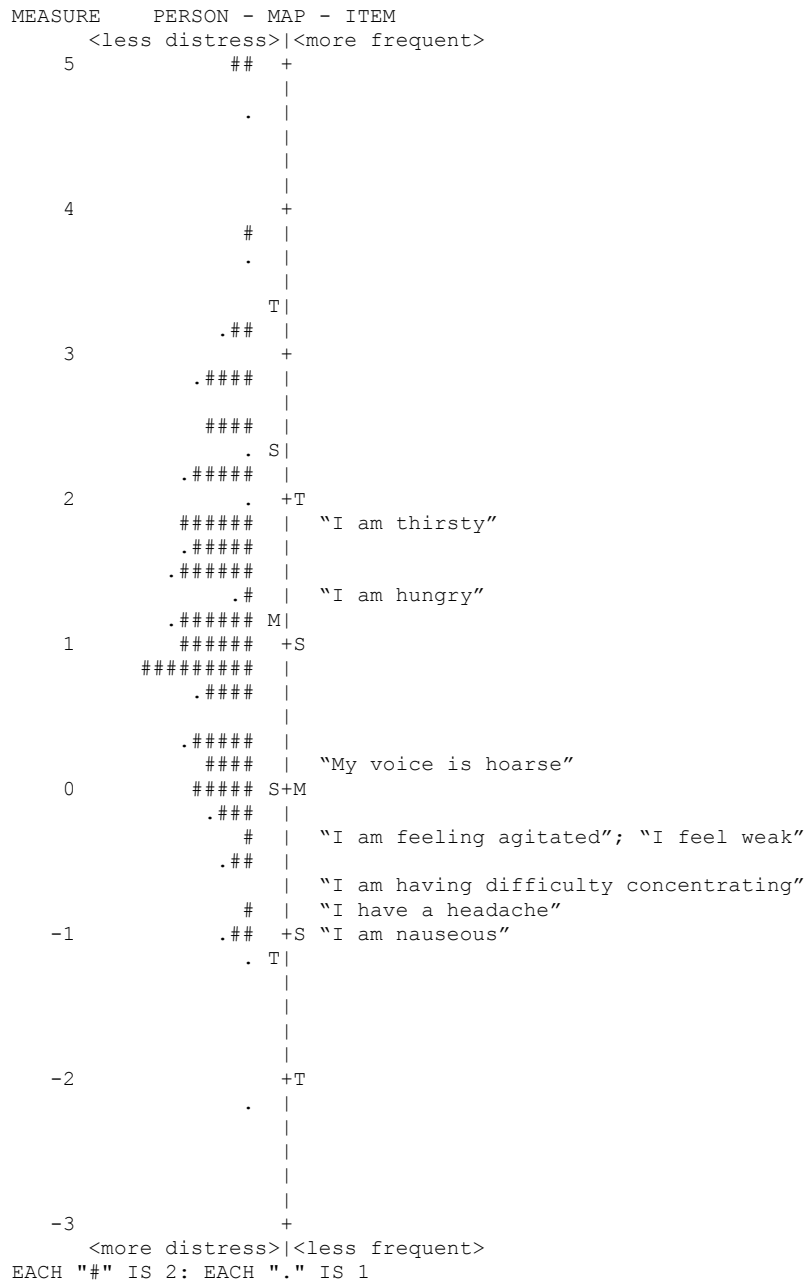 MEASURE    PERSON - MAP - ITEM
      <less distress>|<more frequent>
    5            ##  +
                     |
                  .  |
                     |
                     |
                     |
    4                +
                  #  |
                  .  |
                     |
                    T|
                .##  |
    3                +
              .####  |
                     |
               ####  |
                  . S|
             .#####  |
    2             .  +T
             ######  |  “I am thirsty”
             .#####  |
            .######  |
                 .#  |  “I am hungry”
            .###### M|
    1        ######  +S
          #########  |
              .####  |
                     |
             .#####  |
               ####  |  “My voice is hoarse”
    0         ##### S+M
               .###  |
                  #  |  “I am feeling agitated”; “I feel weak”
                .##  |
                     |  “I am having difficulty concentrating”
                  #  |  “I have a headache”
   -1           .##  +S “I am nauseous”
                  . T|
                     |
                     |
                     |
                     |
   -2                +T
                  .  |
                     |
                     |
                     |
                     |
   -3                +
      <more distress>|<less frequent>
EACH "#" IS 2: EACH "." IS 1